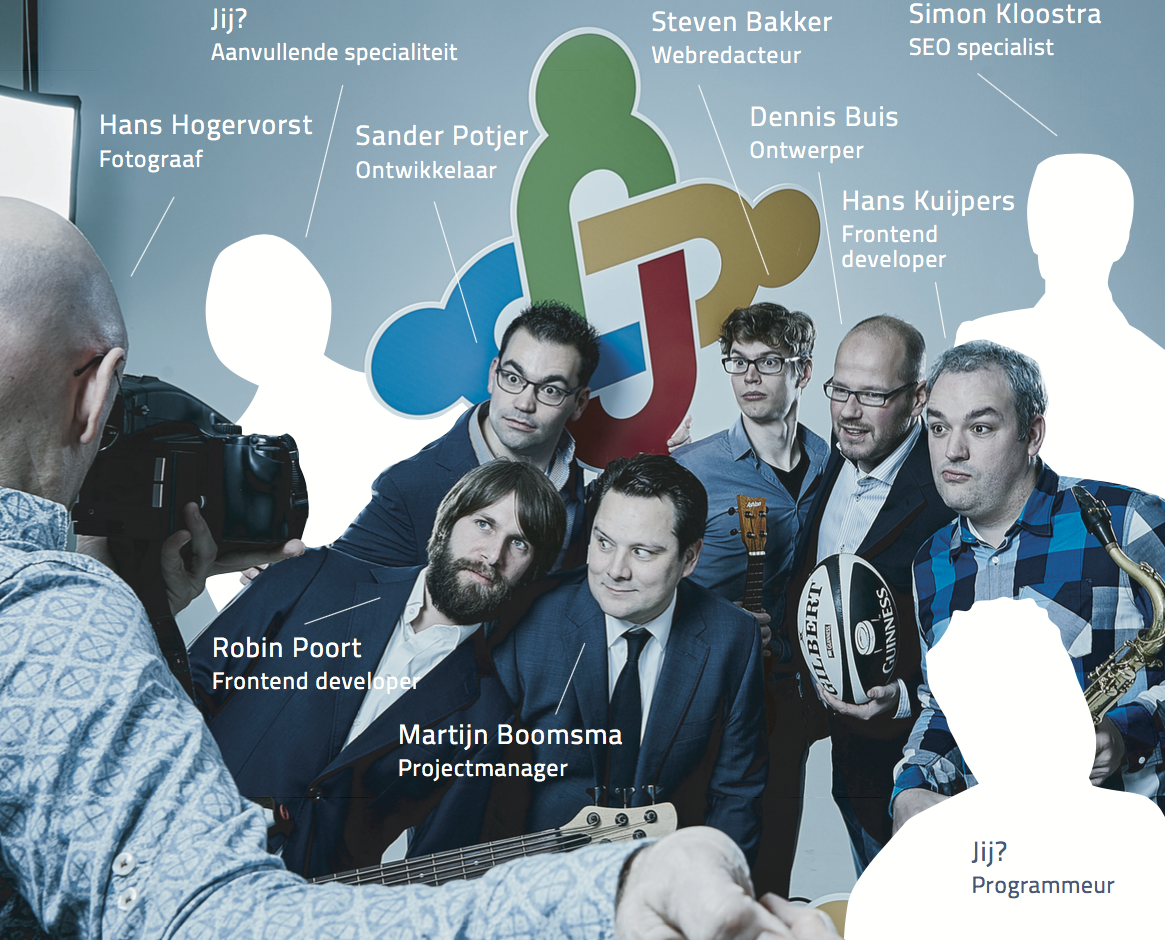 Jij?
Aanvullende specialiteit
Steven Bakker
Webredacteur
Simon Kloostra
SEO specialist
Hans Hogervorst
Fotograaf
Sander Potjer
Ontwikkelaar
Dennis Buis
Ontwerper
Hans Kuijpers
Frontend
developer
GILBERT
GUINNESS
Robin Poort
Frontend developer
Martijn Boomsma
Projectmanager
Jij?
Programmeur